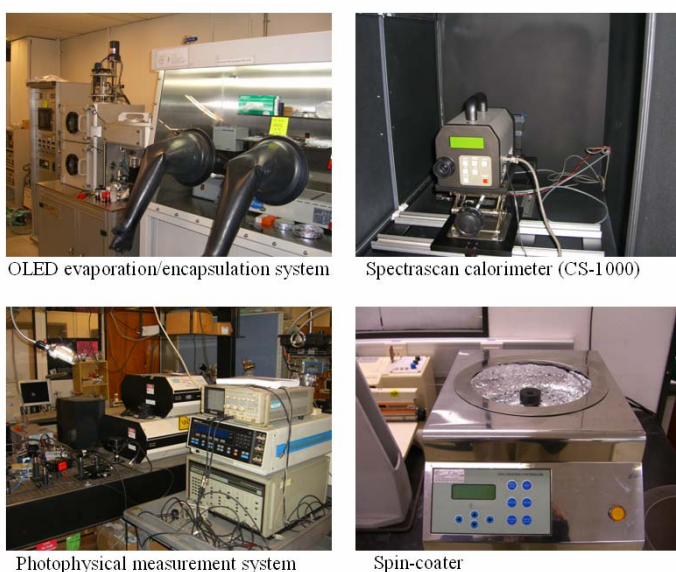 OLED evaporation/encapsulation system
Spectrascan calorimeter (CS-1000)
Photophysical measurement system
Spin-coater